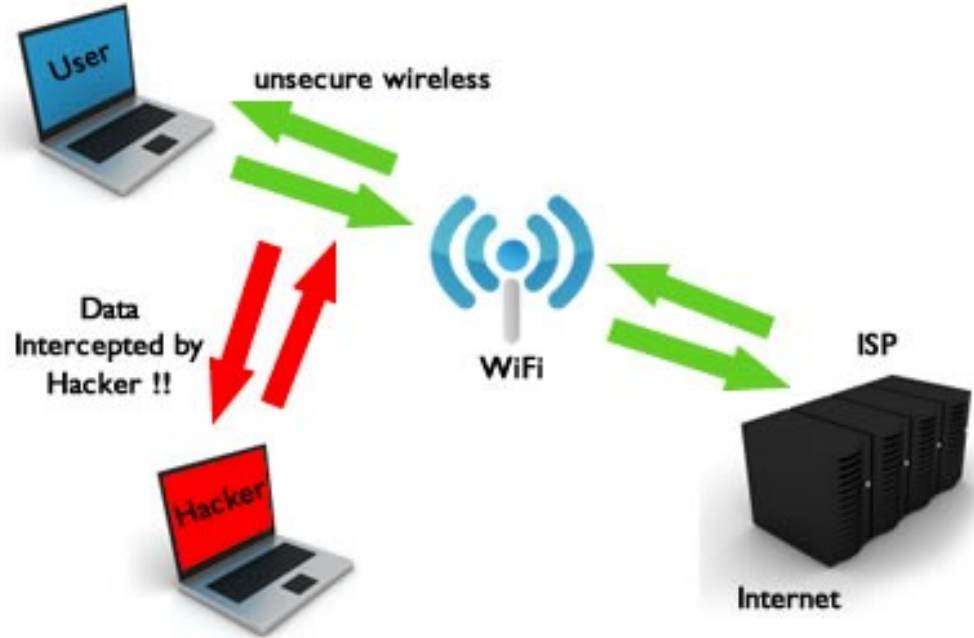 User
unsecure wireless
Data
Intercepted by
Hacker !!
WiFi
ISP
Hacker
Internet